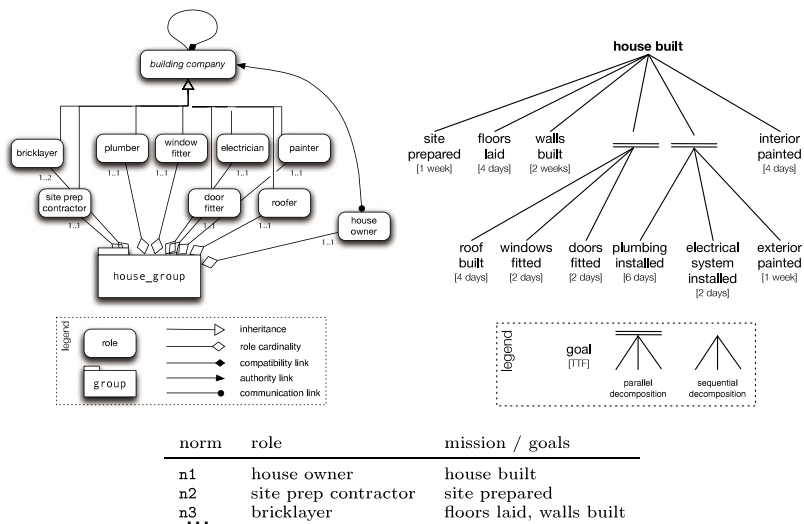 building company
bricklayer
1..2
plumber
1..1
window
fitter
1..1
electrician
1..1
painter
1..1
site prep
contractor
1..1
door
fitter
1..1
roofer
1..1
house
owner
1..1
house_group
legend
role
group
inheritance
role cardinality
compatibility link
authority link
communication link
house built
site
prepared
[1 week]
floors
laid
[4 days]
walls
built
[2 weeks]
interior
painted
[4 days]
roof
built
[4 days]
windows
fitted
[2 days]
doors
fitted
[2 days]
plumbing
installed
[6 days]
electrical
system
installed
[2 days]
exterior
painted
[1 week]
legend
goal
[TTF]
parallel
decomposition
sequential
decomposition
norm role mission / goals
n1 house owner house built
n2 site prep contractor site prepared
n3 bricklayer floors laid, walls built
...